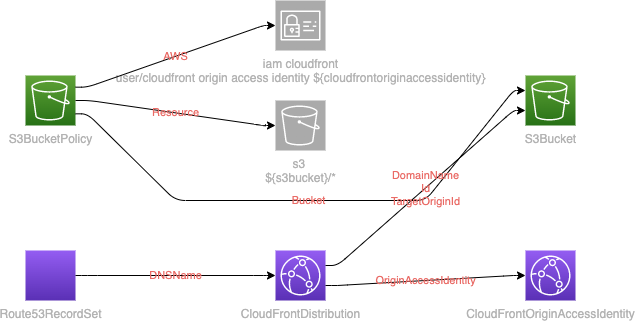 AWS
iam cloudfront
user/cloudfront origin access identity ${cloudfrontoriginaccessidentity}
Resource
S3BucketPolicy
S3Bucket
s3
${s3bucket}/*
DomainName
Id
TargetOriginId
Bucket
DNSName
OriginAccessIdentity
Route53RecordSet
CloudFrontDistribution
CloudFrontOriginAccessIdentity